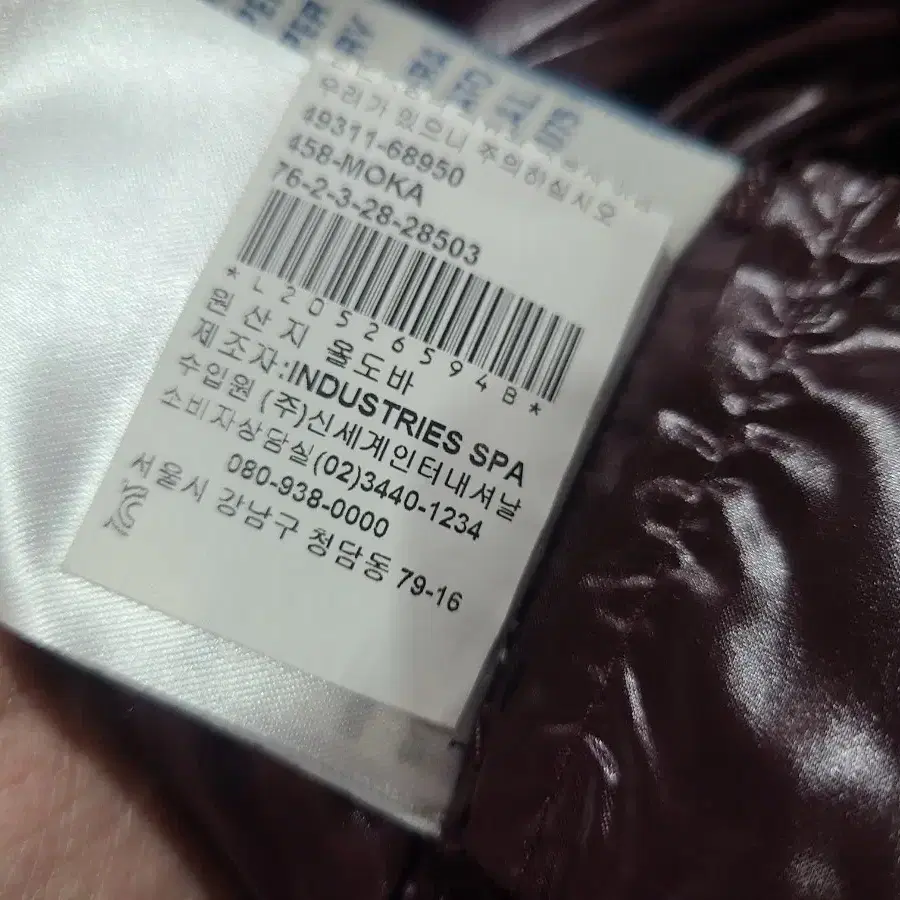 우려가 있으니 주의하십시오
49311-68950
458-MOKA
76-2-3-28-28503
*L20526594B*
원산지 몰도바
제조자:INDUSTRIES SPA
수입원 (주)신세계인터내셔날
소비자상담실(02)3440-1234
080-938-0000
서울시 강남구 청담동 79-16